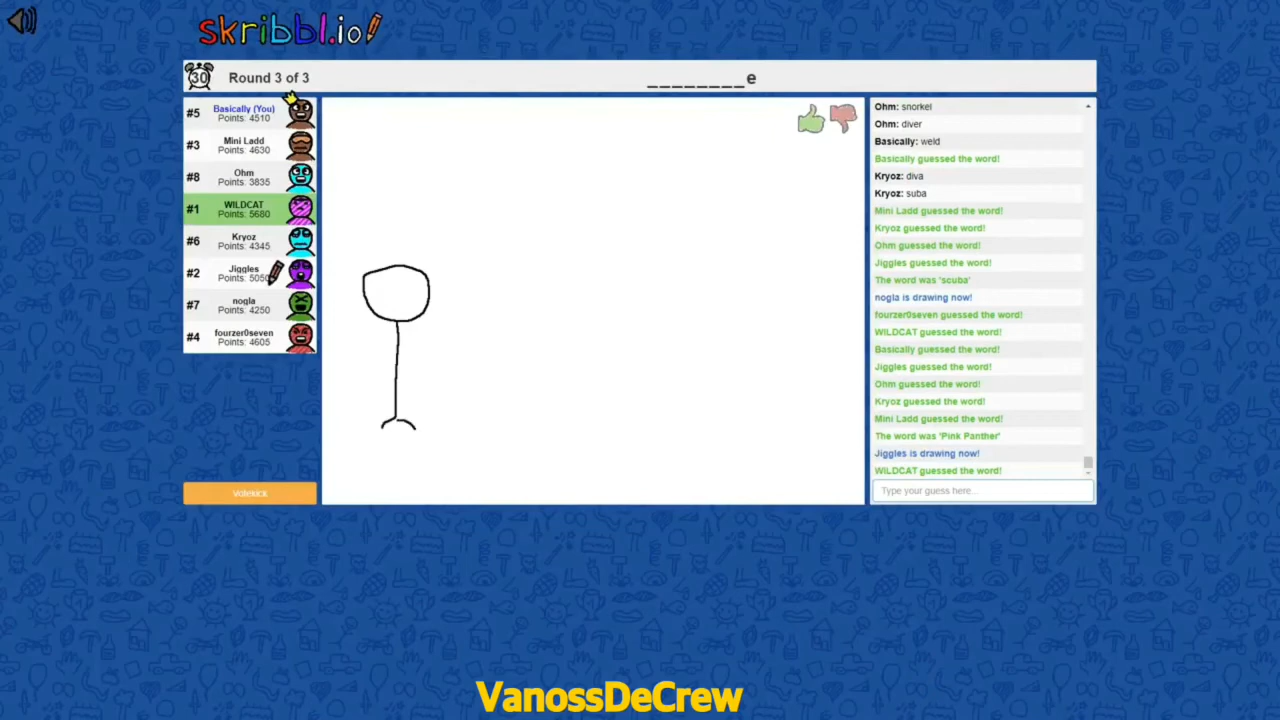 skribbl.io
30
Round 3 of 3
________e
#5 Basically (You)
Points: 4510
#3 Mini Ladd
Points: 4630
#8 Ohm
Points: 3835
#1 WILDCAT
Points: 5680
#6 Kryoz
Points: 4345
#2 Jiggles
Points: 5050
#7 nogla
Points: 4250
#4 fourzer0seven
Points: 4605
Votekick
Ohm: snorkel
Ohm: diver
Basically: weld
Basically guessed the word!
Kryoz: diva
Kryoz: suba
Mini Ladd guessed the word!
Kryoz guessed the word!
Ohm guessed the word!
Jiggles guessed the word!
The word was 'scuba'
nogla is drawing now!
fourzer0seven guessed the word!
WILDCAT guessed the word!
Basically guessed the word!
Jiggles guessed the word!
Ohm guessed the word!
Kryoz guessed the word!
Mini Ladd guessed the word!
The word was 'Pink Panther'
Jiggles is drawing now!
WILDCAT guessed the word!
Type your guess here...
VanossDeCrew